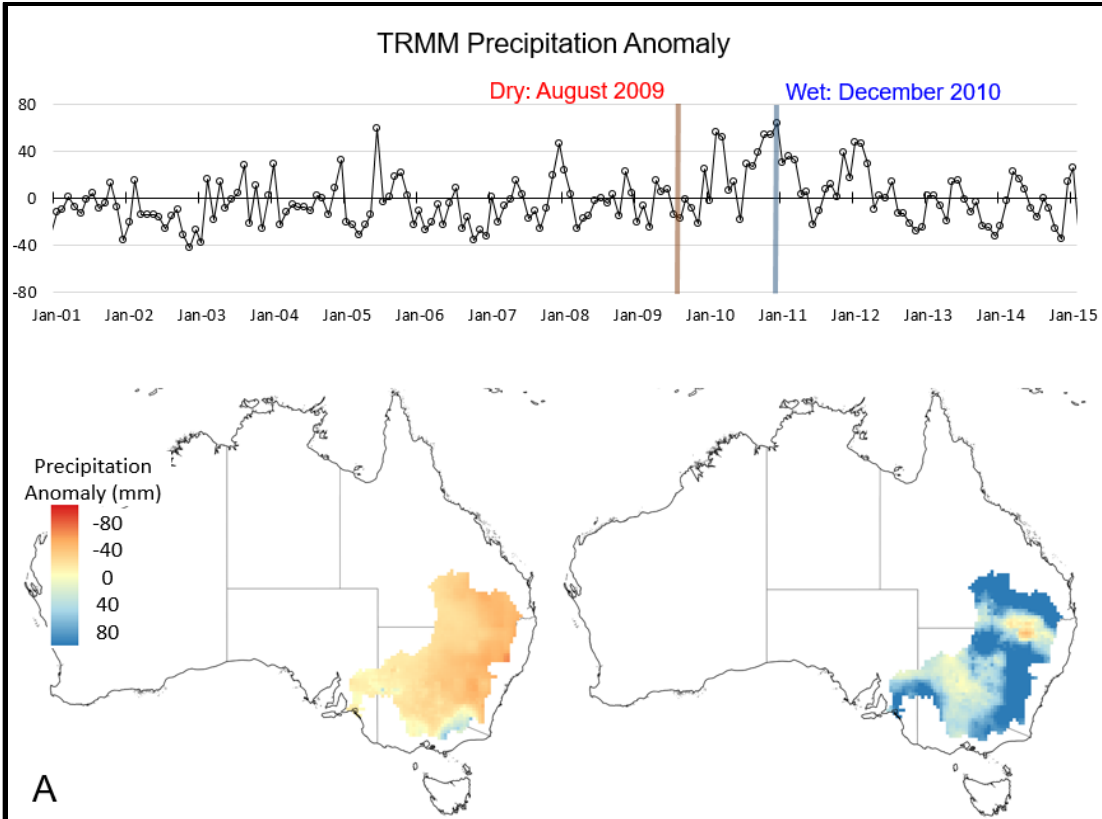 TRMM Precipitation Anomaly
Dry: August 2009
Wet: December 2010
80
40
0
-40
-80
Jan-01 Jan-02 Jan-03 Jan-04 Jan-05 Jan-06 Jan-07 Jan-08 Jan-09 Jan-10 Jan-11 Jan-12 Jan-13 Jan-14 Jan-15
Precipitation
Anomaly (mm)
-80
-40
0
40
80
A